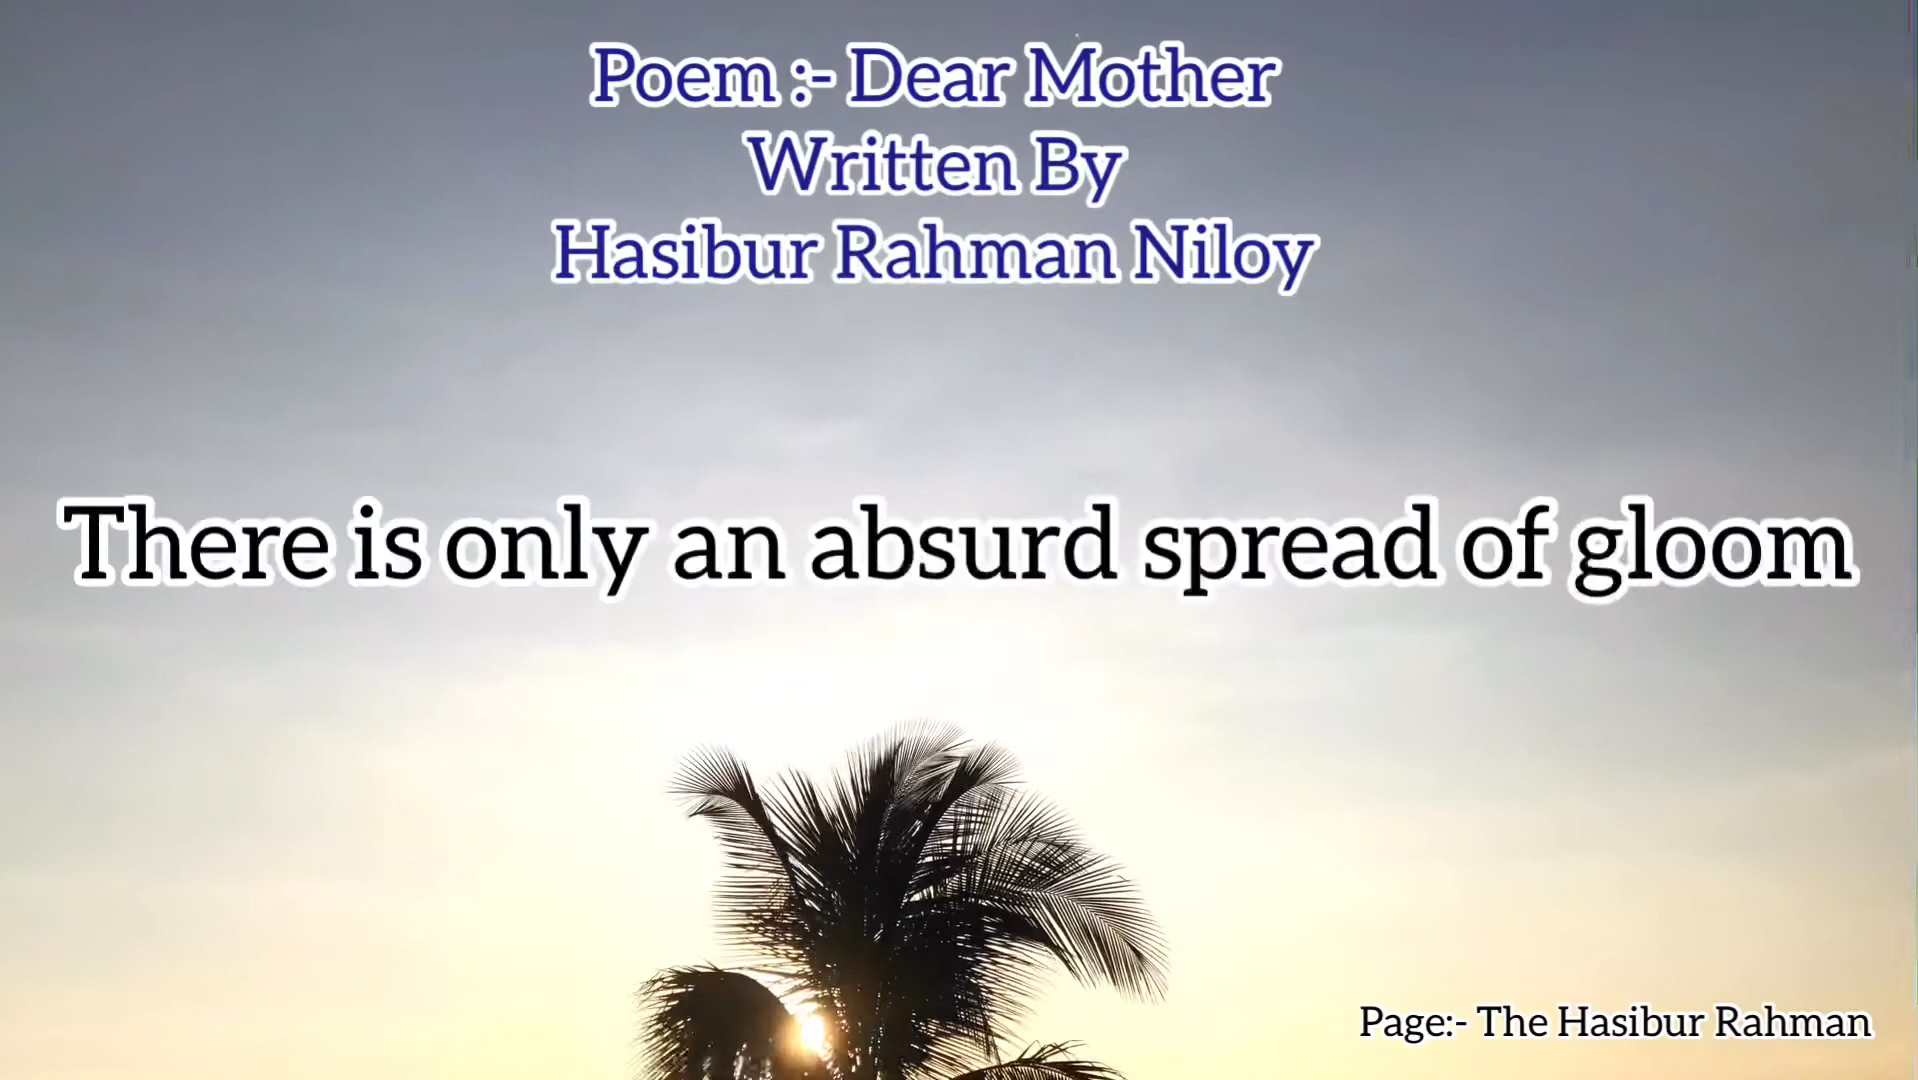 Poem :- Dear Mother
Written By
Hasibur Rahman Niloy
There is only an absurd spread of gloom
Page:- The Hasibur Rahman